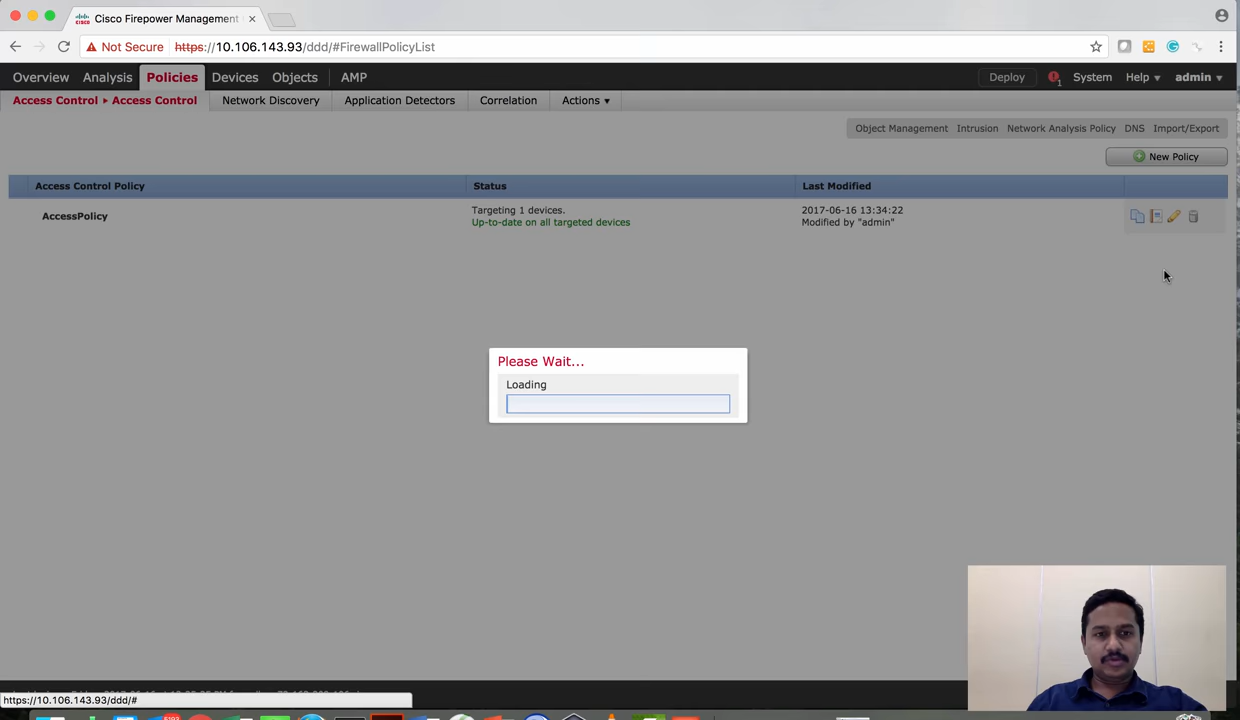 Cisco Firepower Management
Not Secure https://10.106.143.93/ddd/#FirewallPolicyList
Overview Analysis Policies Devices Objects AMP Deploy 1 System Help ▾ admin ▾
Access Control ▸ Access Control Network Discovery Application Detectors Correlation Actions ▾
Object Management Intrusion Network Analysis Policy DNS Import/Export
New Policy
Access Control Policy Status Last Modified
AccessPolicy
Targeting 1 devices.
Up-to-date on all targeted devices
2017-06-16 13:34:22
Modified by "admin"
Please Wait...
Loading
https://10.106.143.93/ddd/#